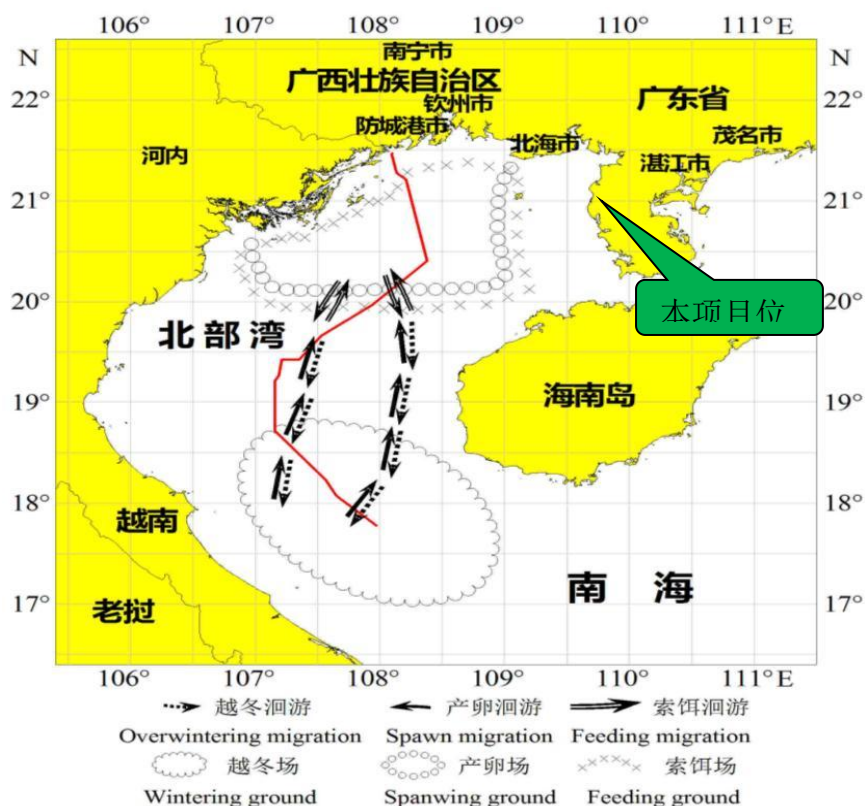 106° 107° 108° 109° 110° 111°
N N
南宁市
广西壮族自治区
22° 22°
钦州市
广东省
防城港市
茂名市
北海市
河内
湛江市
21° 21°
20° 20°
本项目位
北部湾
19° 海南岛 19°
18° 18°
越南
南 海
17° 17°
老挝
106° 107° 108° 109° 110° 111° E
越冬洄游 产卵洄游 索饵洄游
Overwintering migration Spawn migration Feeding migration
越冬场 产卵场 索饵场
Wintering ground Spanwing ground Feeding ground